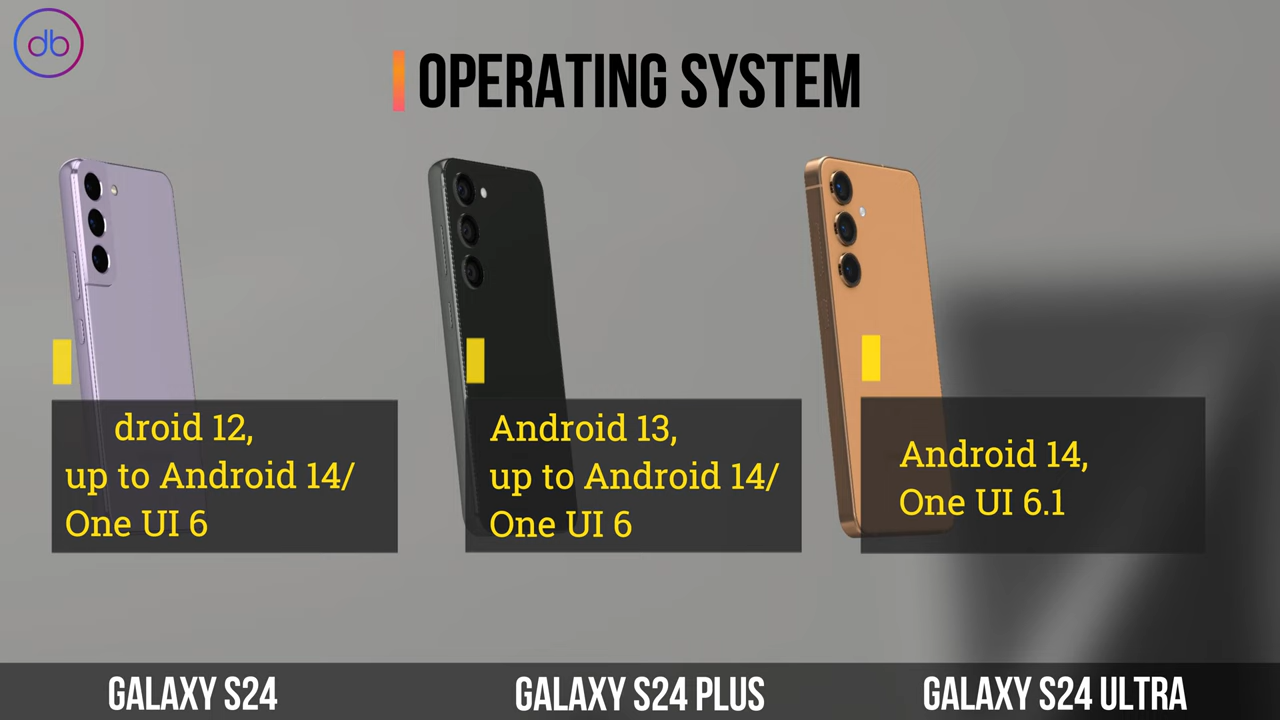 db
OPERATING SYSTEM
droid 12,
up to Android 14/
One UI 6
Android 13,
up to Android 14/
One UI 6
Android 14,
One UI 6.1
GALAXY S24
GALAXY S24 PLUS
GALAXY S24 ULTRA